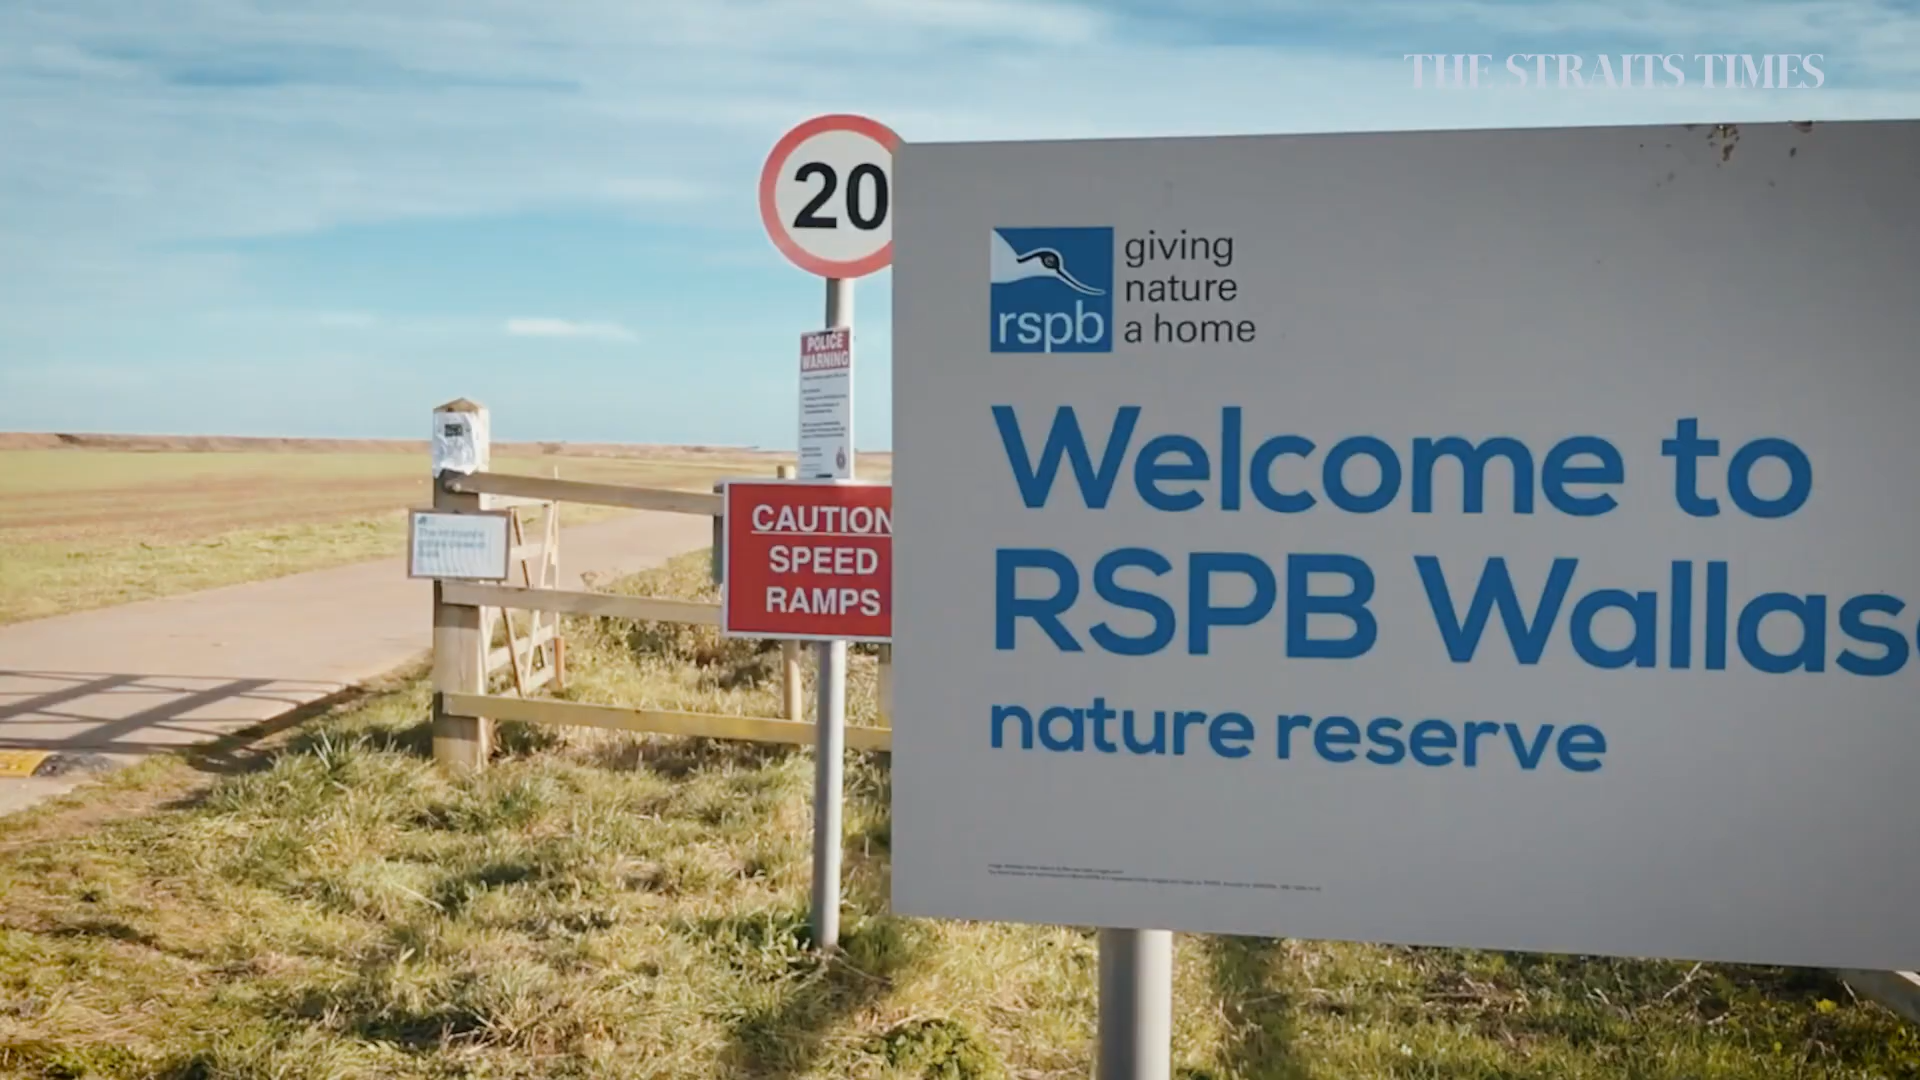 THE STRAITS TIMES
20
POLICE
WARNING
CAUTION
SPEED
RAMPS
rspb
giving
nature
a home
Welcome to
RSPB Wallas
nature reserve